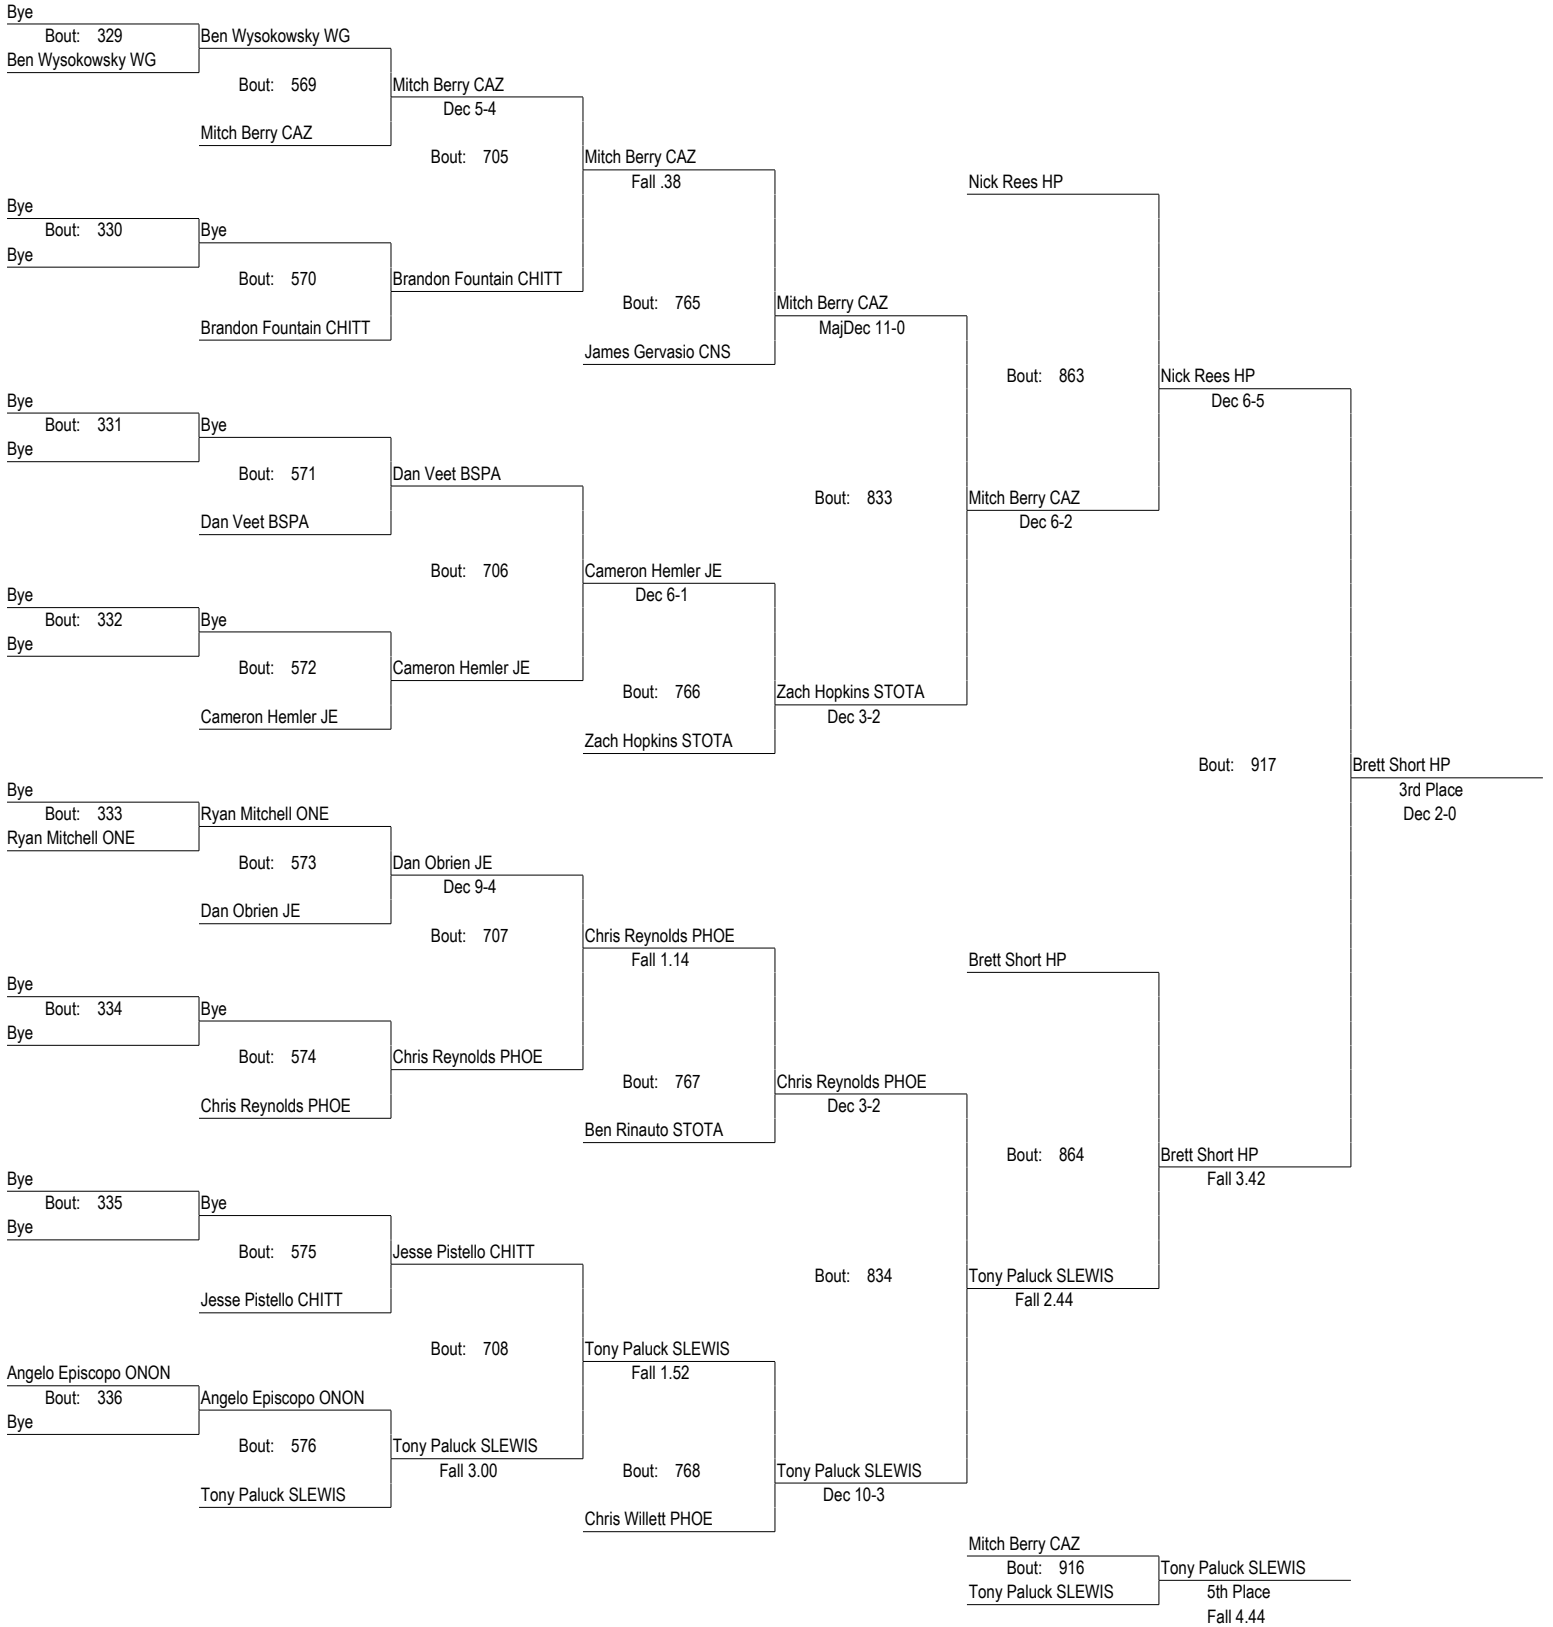 Bye
Bout: 329
Ben Wysokowsky WG
Ben Wysokowsky WG
Bout: 569
Mitch Berry CAZ
Mitch Berry CAZ
Dec 5-4
Bout: 705
Mitch Berry CAZ
Fall .38
Nick Rees HP
Bye
Bout: 330
Bye
Bye
Bout: 570
Brandon Fountain CHITT
Brandon Fountain CHITT
Bout: 765
James Gervasio CNS
Mitch Berry CAZ
MajDec 11-0
Bout: 863
Nick Rees HP
Dec 6-5
Bye
Bout: 331
Bye
Bye
Bout: 571
Dan Veet BSPA
Dan Veet BSPA
Bout: 833
Mitch Berry CAZ
Dec 6-2
Bout: 706
Cameron Hemler JE
Dec 6-1
Bye
Bout: 332
Bye
Bye
Bout: 572
Cameron Hemler JE
Cameron Hemler JE
Bout: 766
Zach Hopkins STOTA
Zach Hopkins STOTA
Dec 3-2
Bout: 917
Brett Short HP
3rd Place
Dec 2-0
Bye
Bout: 333
Ryan Mitchell ONE
Ryan Mitchell ONE
Bout: 573
Dan Obrien JE
Dan Obrien JE
Dec 9-4
Bout: 707
Chris Reynolds PHOE
Fall 1.14
Brett Short HP
Bye
Bout: 334
Bye
Bye
Bout: 574
Chris Reynolds PHOE
Chris Reynolds PHOE
Bout: 767
Ben Rinauto STOTA
Chris Reynolds PHOE
Dec 3-2
Bout: 864
Brett Short HP
Fall 3.42
Bye
Bout: 335
Bye
Bye
Bout: 575
Jesse Pistello CHITT
Jesse Pistello CHITT
Bout: 834
Tony Paluck SLEWIS
Fall 2.44
Bout: 708
Tony Paluck SLEWIS
Fall 1.52
Angelo Episcopo ONON
Bout: 336
Bye
Angelo Episcopo ONON
Bout: 576
Tony Paluck SLEWIS
Tony Paluck SLEWIS
Fall 3.00
Bout: 768
Chris Willett PHOE
Tony Paluck SLEWIS
Dec 10-3
Mitch Berry CAZ
Bout: 916
Tony Paluck SLEWIS
Tony Paluck SLEWIS
5th Place
Fall 4.44